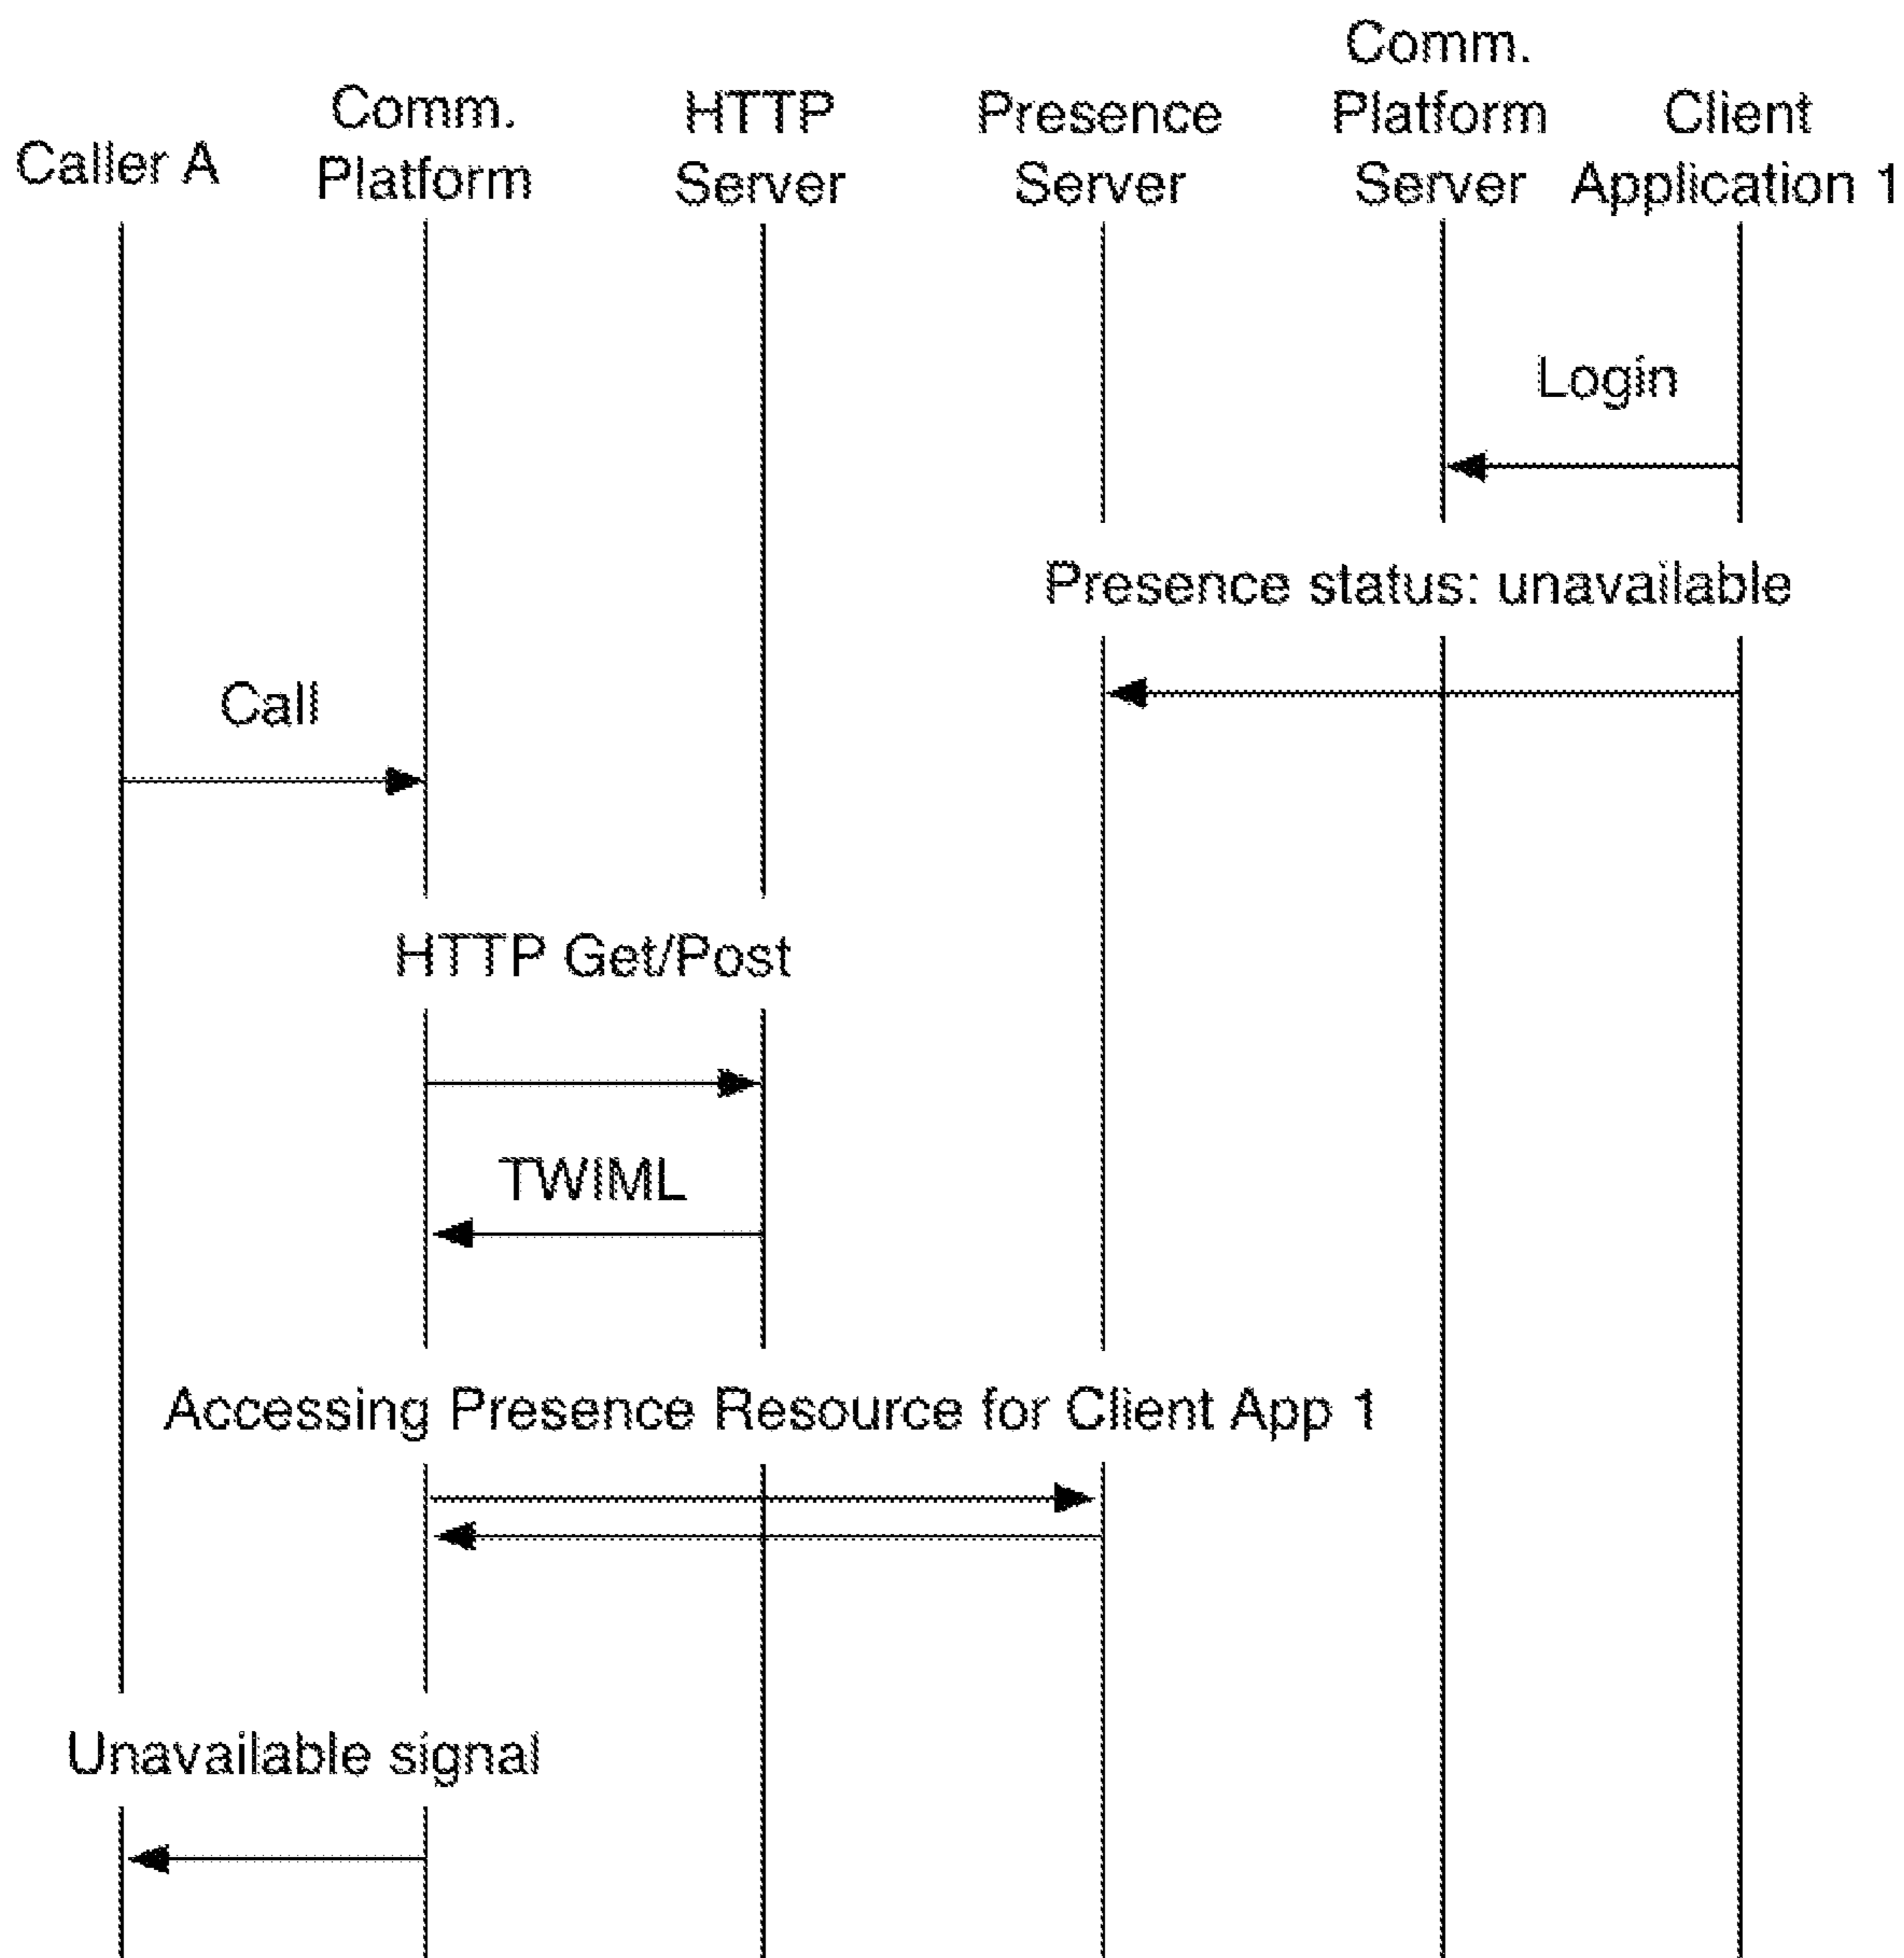 Caller A
Comm.
Platform
HTTP
Server
Presence
Server
Comm.
Platform
Server
Client
Application 1
Login
Presence status: unavailable
Call
HTTP Get/Post
TWIML
Accessing Presence Resource for Client App 1
Unavailable signal